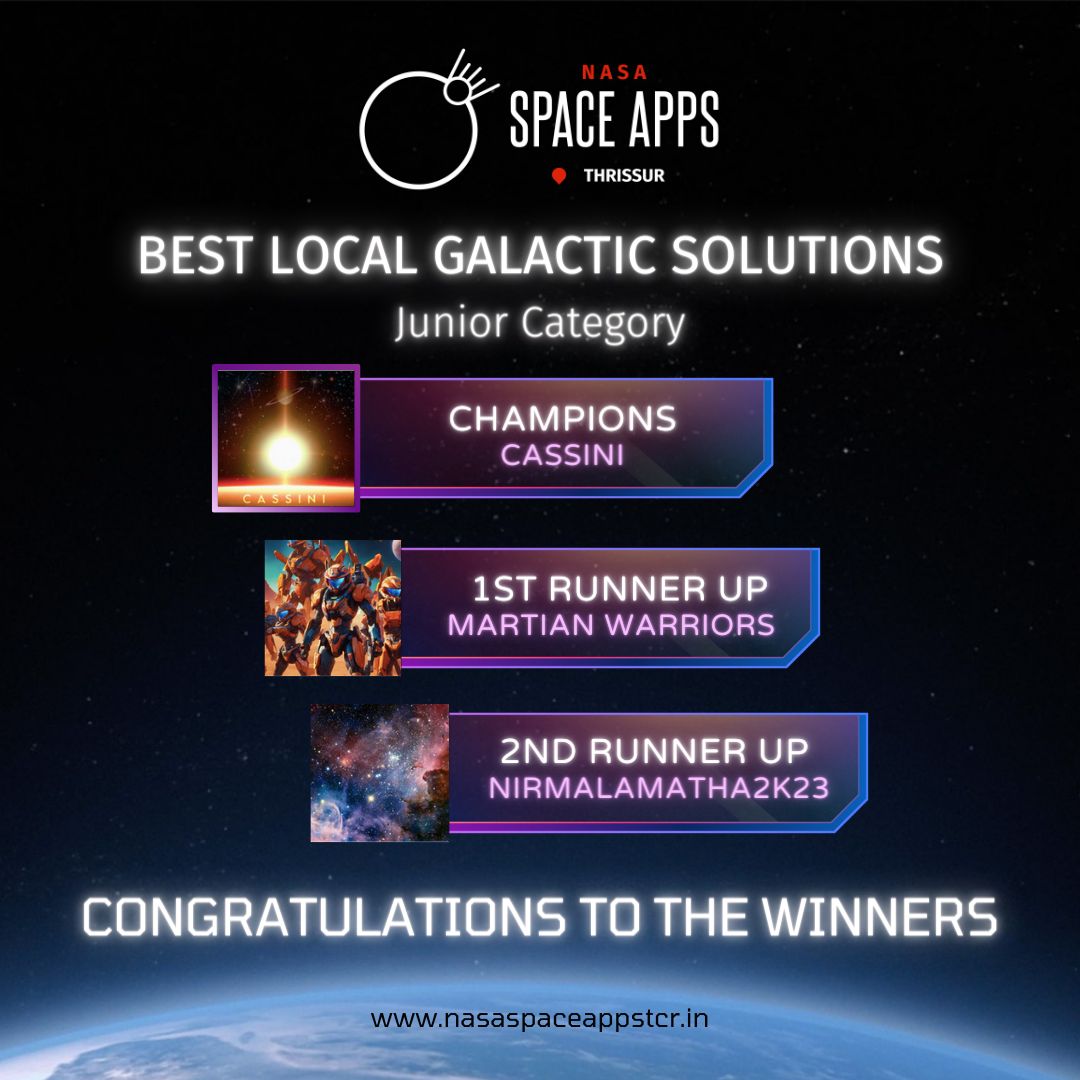 NASA
SPACE APPS
THRISSUR
BEST LOCAL GALACTIC SOLUTIONS
Junior Category
CASSINI
CHAMPIONS
CASSINI
1ST RUNNER UP
MARTIAN WARRIORS
2ND RUNNER UP
NIRMALAMATHA2K23
CONGRATULATIONS TO THE WINNERS
www.nasaspaceappstcr.in